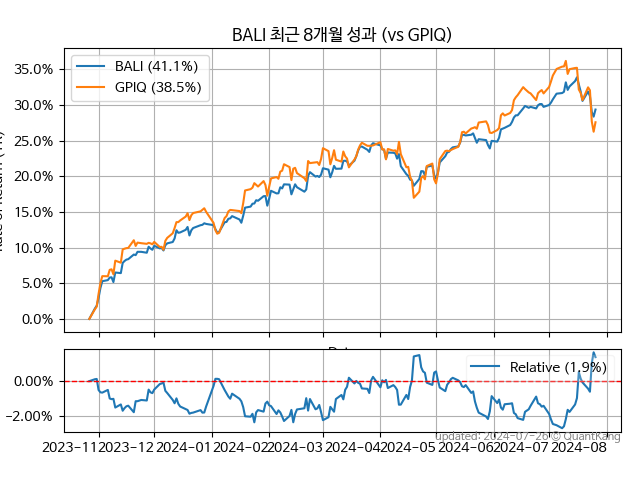 BALI 최근 8개월 성과 (vs GPIQ)
BALI (41.1%)
GPIQ (38.5%)
35.0%
30.0%
25.0%
20.0%
15.0%
10.0%
5.0%
0.0%
Relative (1.9%)
0.00%
−2.00%
updated: 2024-07-26 © QuantKang
2023-11 2023-12 2024-01 2024-02 2024-03 2024-04 2024-05 2024-06 2024-07 2024-08